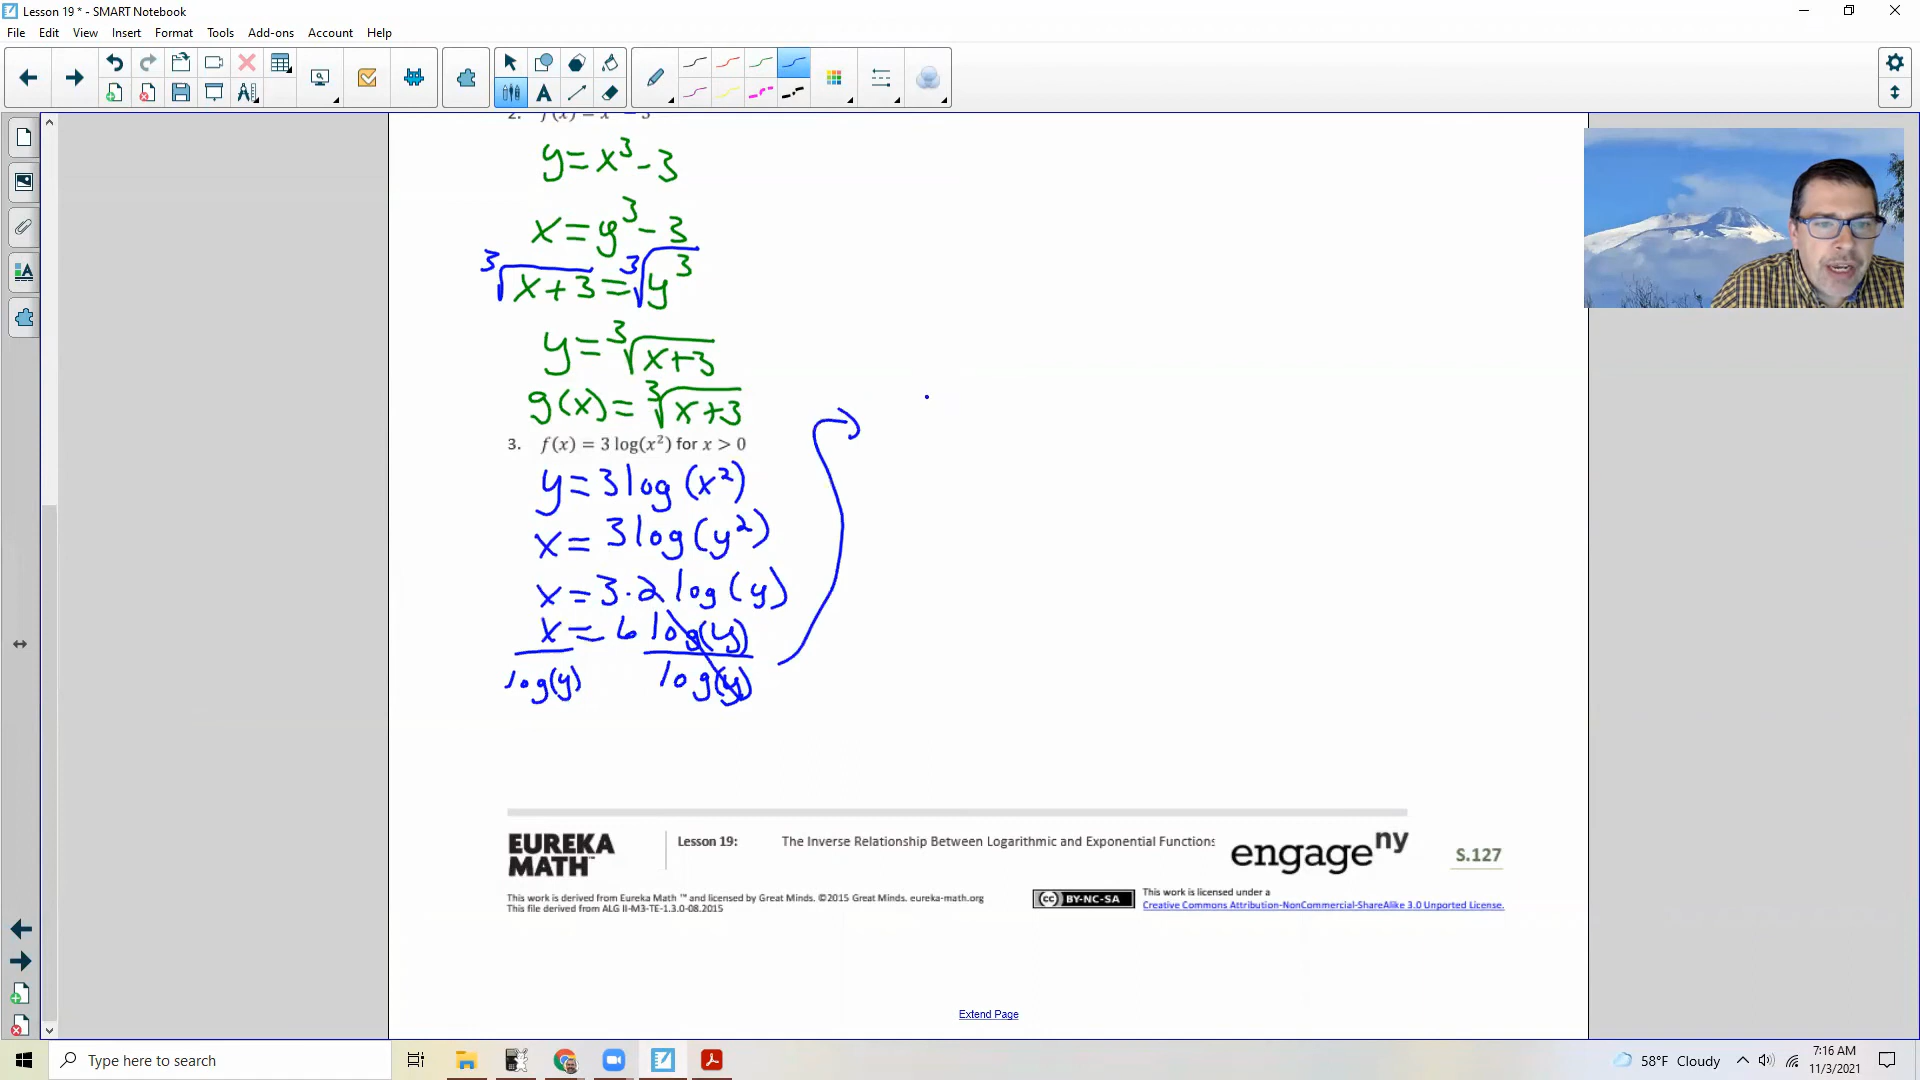 Lesson 19 * - SMART Notebook
File Edit View Insert Format Tools Add-ons Account Help
y = x³ - 3
x = y³ - 3
∛(x+3) = ∛(y³)
y = ∛(x+3)
g(x) = ∛(x+3)
3. f(x) = 3 log(x²) for x > 0
y = 3 log (x²)
x = 3 log (y²)
x = 3·2 log (y)
x = 6 log(y)
log(y) log(y)
EUREKA
MATH™
Lesson 19: The Inverse Relationship Between Logarithmic and Exponential Functions
engage ny
S.127
This work is derived from Eureka Math ™ and licensed by Great Minds. ©2015 Great Minds. eureka-math.org
This file derived from ALG II-M3-TE-1.3.0-08.2015
CC BY-NC-SA
This work is licensed under a
Creative Commons Attribution-NonCommercial-ShareAlike 3.0 Unported License.
Extend Page
Type here to search
58°F Cloudy
7:16 AM
11/3/2021